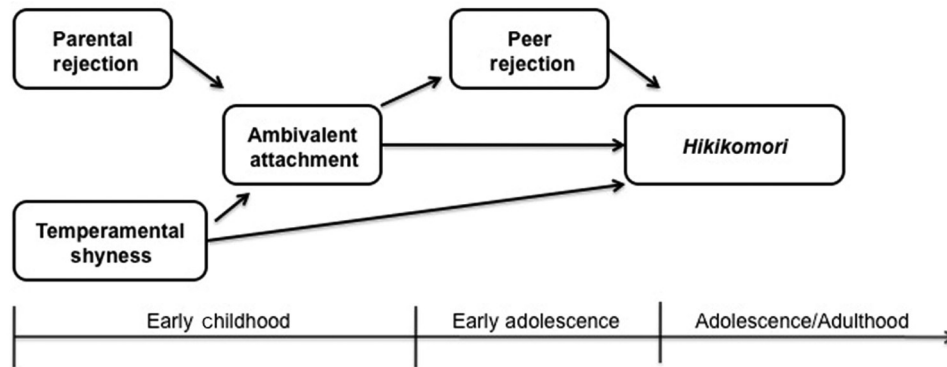 Parental
rejection
Peer
rejection
Ambivalent
attachment
Hikikomori
Temperamental
shyness
Early childhood
Early adolescence
Adolescence/Adulthood